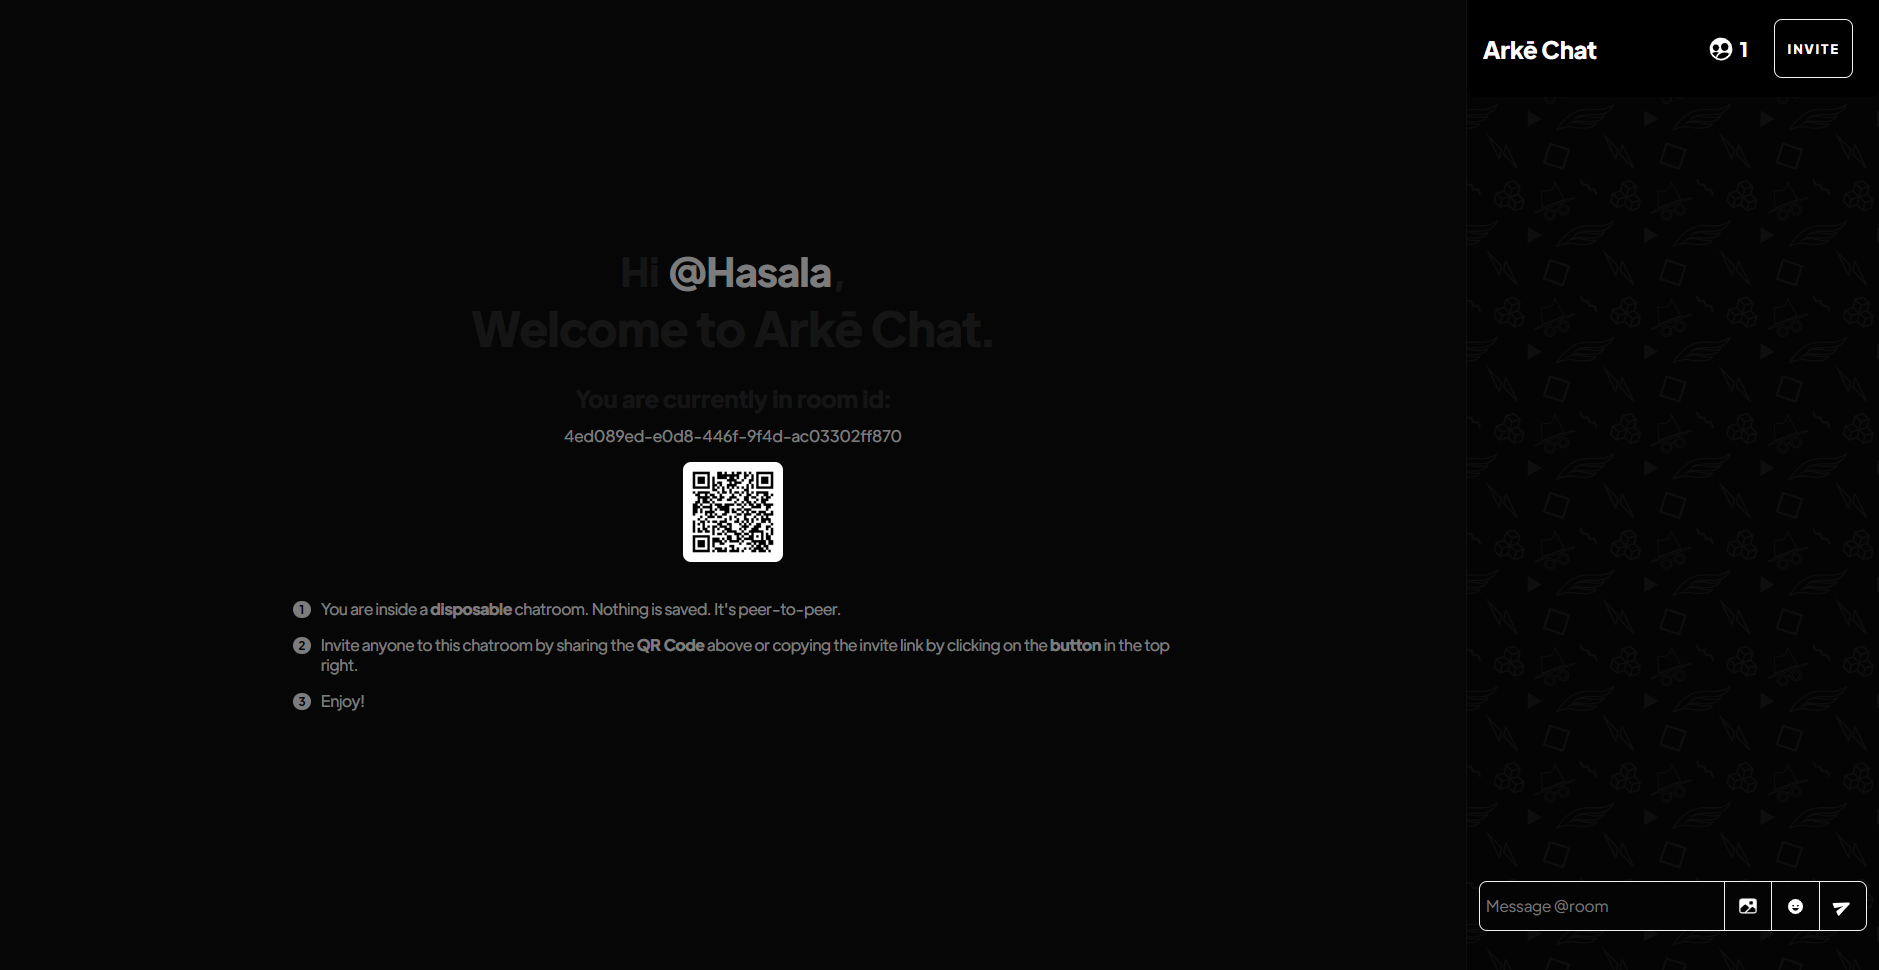 Arkē Chat
1
INVITE
Hi @Hasala,
Welcome to Arkē Chat.
You are currently in room id:
4ed089ed-e0d8-446f-9f4d-ac03302ff870
1 You are inside a disposable chatroom. Nothing is saved. It's peer-to-peer.
2 Invite anyone to this chatroom by sharing the QR Code above or copying the invite link by clicking on the button in the top
right.
3 Enjoy!
Message @room